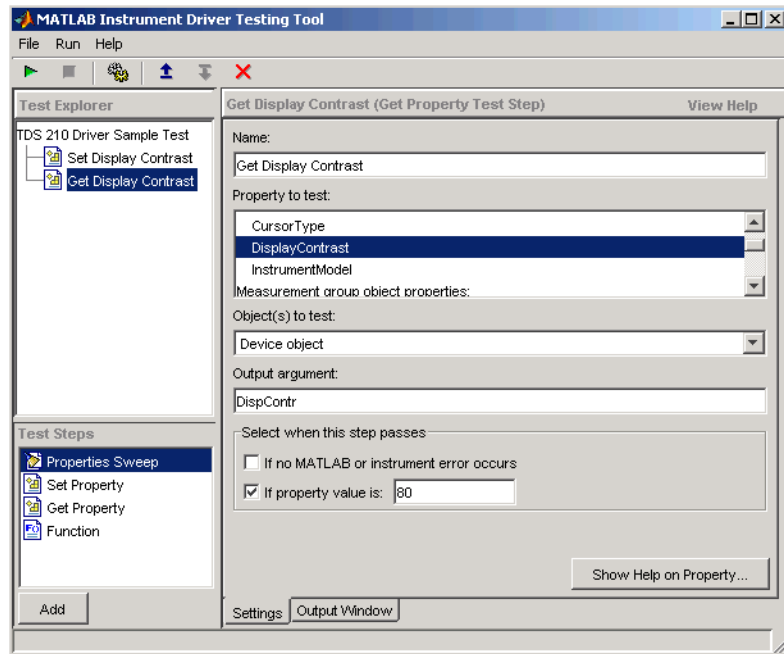 MATLAB Instrument Driver Testing Tool
File Run Help
Test Explorer
TDS 210 Driver Sample Test
Set Display Contrast
Get Display Contrast
Test Steps
Properties Sweep
Set Property
Get Property
Function
Add
Get Display Contrast (Get Property Test Step) View Help
Name:
Get Display Contrast
Property to test:
CursorType
DisplayContrast
InstrumentModel
Measurement group object properties:
Object(s) to test:
Device object
Output argument:
DispContr
Select when this step passes
If no MATLAB or instrument error occurs
If property value is: 80
Show Help on Property...
Settings Output Window